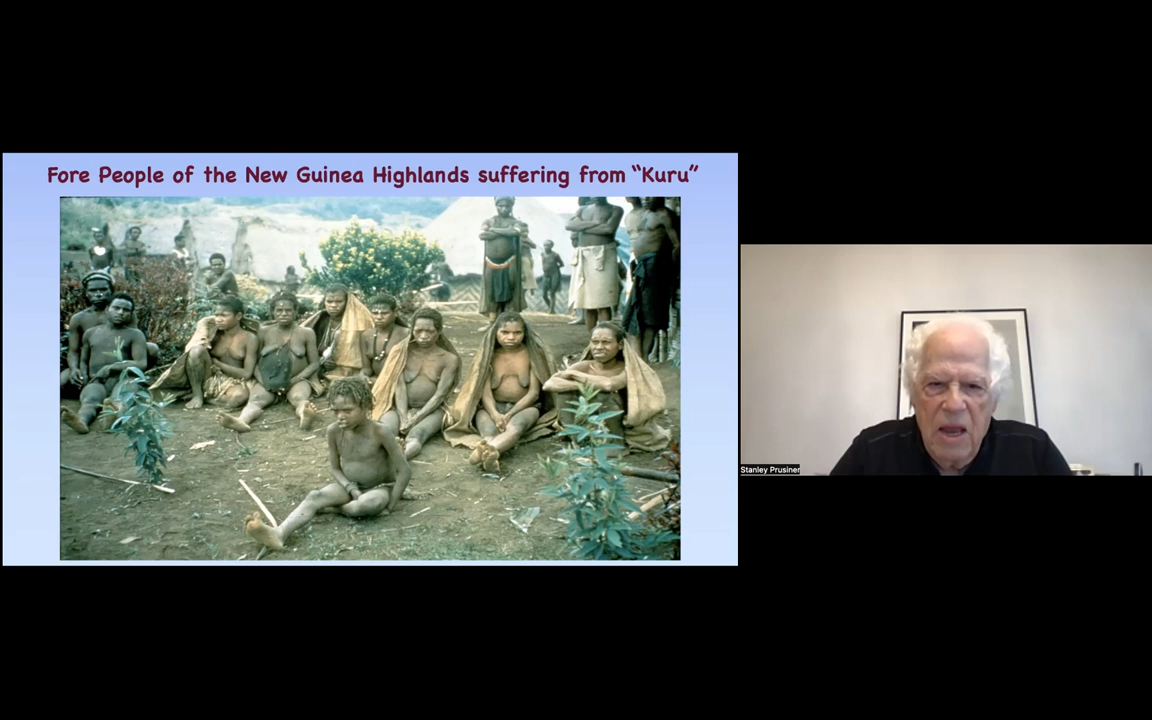 Fore People of the New Guinea Highlands suffering from “Kuru”
Stanley Prusiner